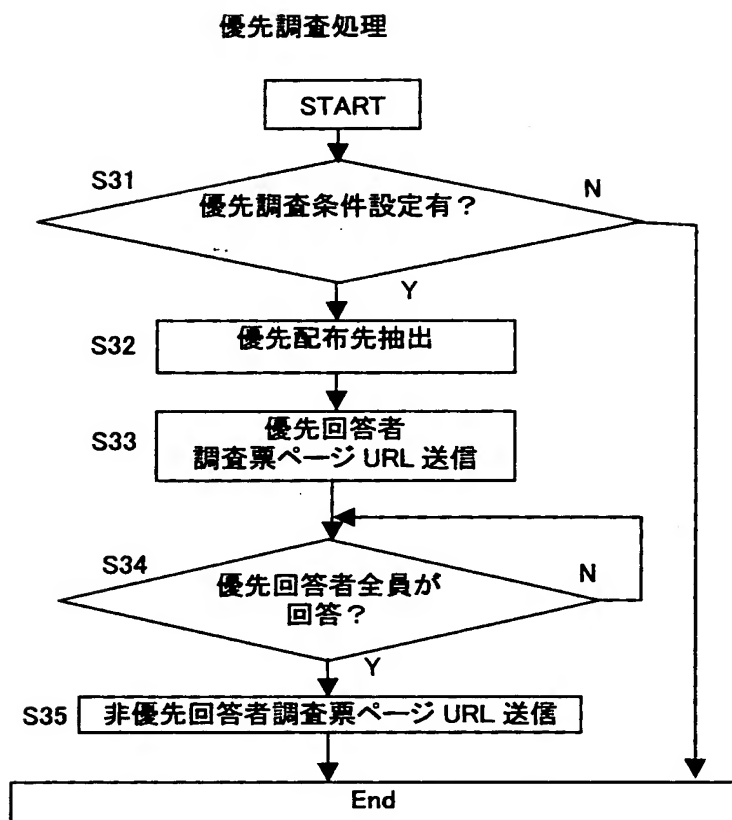 優先調査処理
START
S31
優先調査条件設定有？
N
Y
S32
優先配布先抽出
S33
優先回答者
調査票ページ URL 送信
S34
優先回答者全員が
回答？
N
Y
S35
非優先回答者調査票ページ URL 送信
End